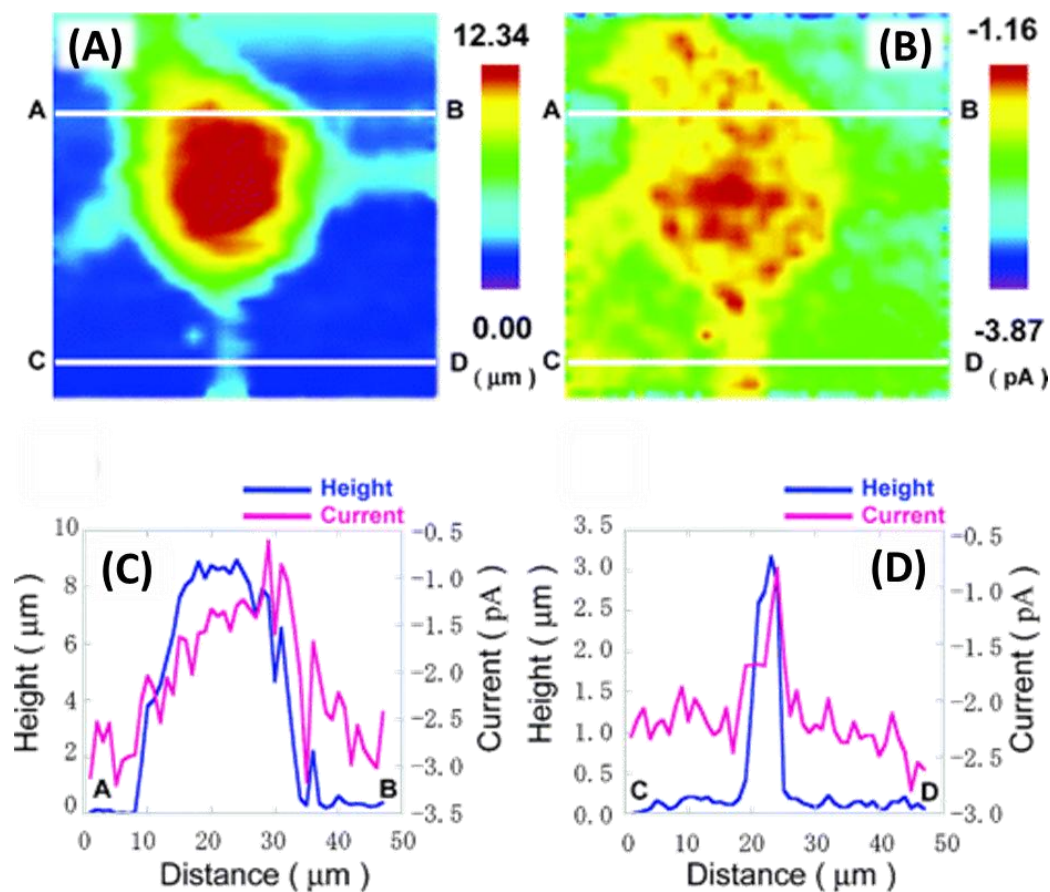 (A)
12.34
A
B
0.00
C
D
( μm )
(B)
-1.16
A
B
-3.87
C
D
( pA )
Height
Current
(C)
10
8
6
4
2
0
Height ( μm )
-0.5
-1.0
-1.5
-2.0
-2.5
-3.0
-3.5
Current ( pA )
A
B
0 10 20 30 40 50
Distance ( μm )
Height
Current
(D)
3.5
3.0
2.5
2.0
1.5
1.0
0.5
0.0
Height ( μm )
-0.5
-1.0
-1.5
-2.0
-2.5
-3.0
Current ( pA )
C
D
0 10 20 30 40 50
Distance ( μm )